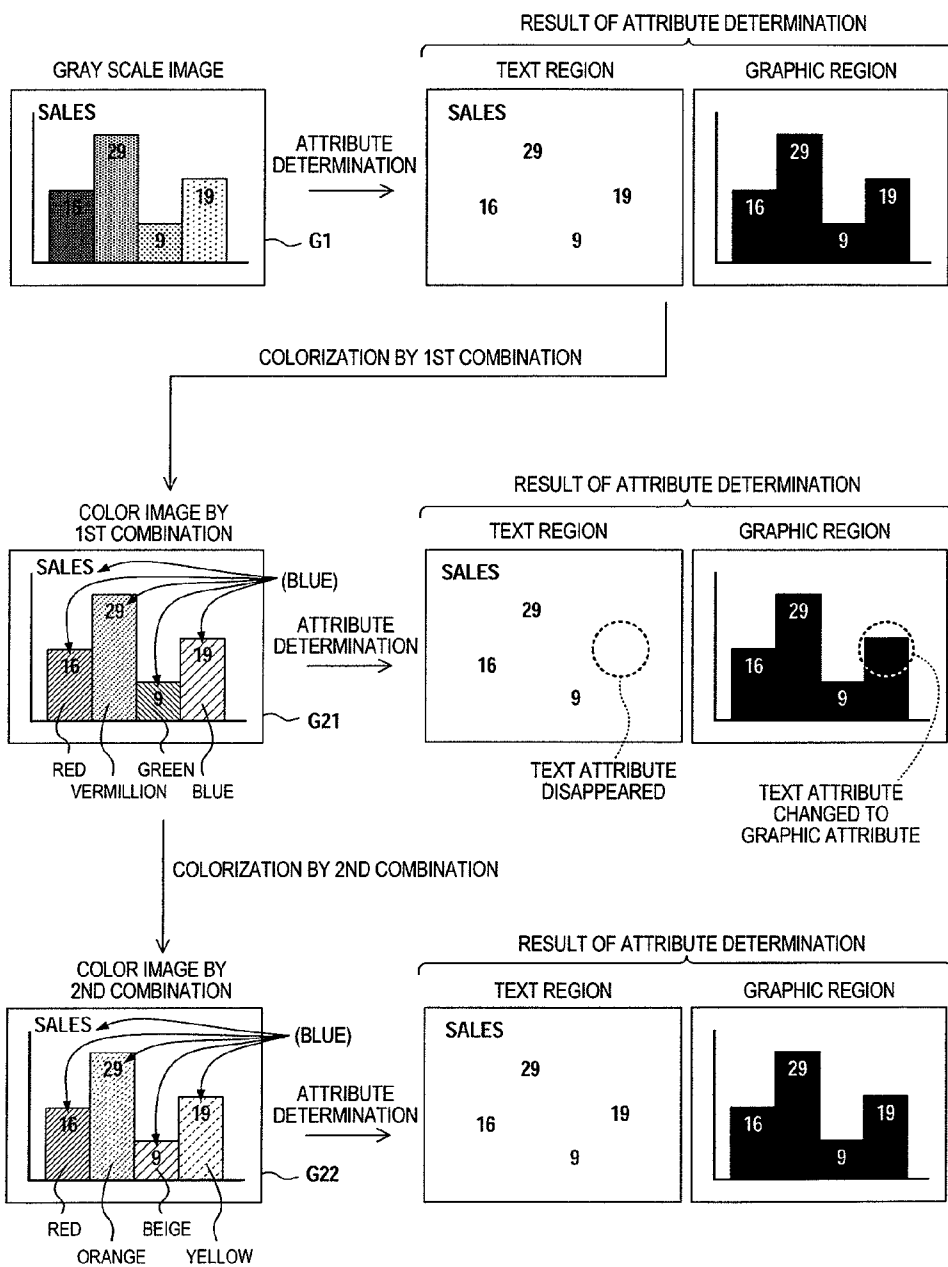 RESULT OF ATTRIBUTE DETERMINATION
GRAY SCALE IMAGE
TEXT REGION
GRAPHIC REGION
SALES
29
16
9
19
G1
ATTRIBUTE
DETERMINATION
SALES
29
16
19
9
29
16
19
9
COLORIZATION BY 1ST COMBINATION
RESULT OF ATTRIBUTE DETERMINATION
COLOR IMAGE BY
1ST COMBINATION
TEXT REGION
GRAPHIC REGION
SALES
(BLUE)
29
16
19
9
G21
RED
GREEN
VERMILLION
BLUE
ATTRIBUTE
DETERMINATION
SALES
29
16
9
TEXT ATTRIBUTE
DISAPPEARED
29
16
9
TEXT ATTRIBUTE
CHANGED TO
GRAPHIC ATTRIBUTE
COLORIZATION BY 2ND COMBINATION
RESULT OF ATTRIBUTE DETERMINATION
COLOR IMAGE BY
2ND COMBINATION
TEXT REGION
GRAPHIC REGION
SALES
(BLUE)
29
16
19
9
G22
RED
BEIGE
ORANGE
YELLOW
ATTRIBUTE
DETERMINATION
SALES
29
16
19
9
29
16
19
9